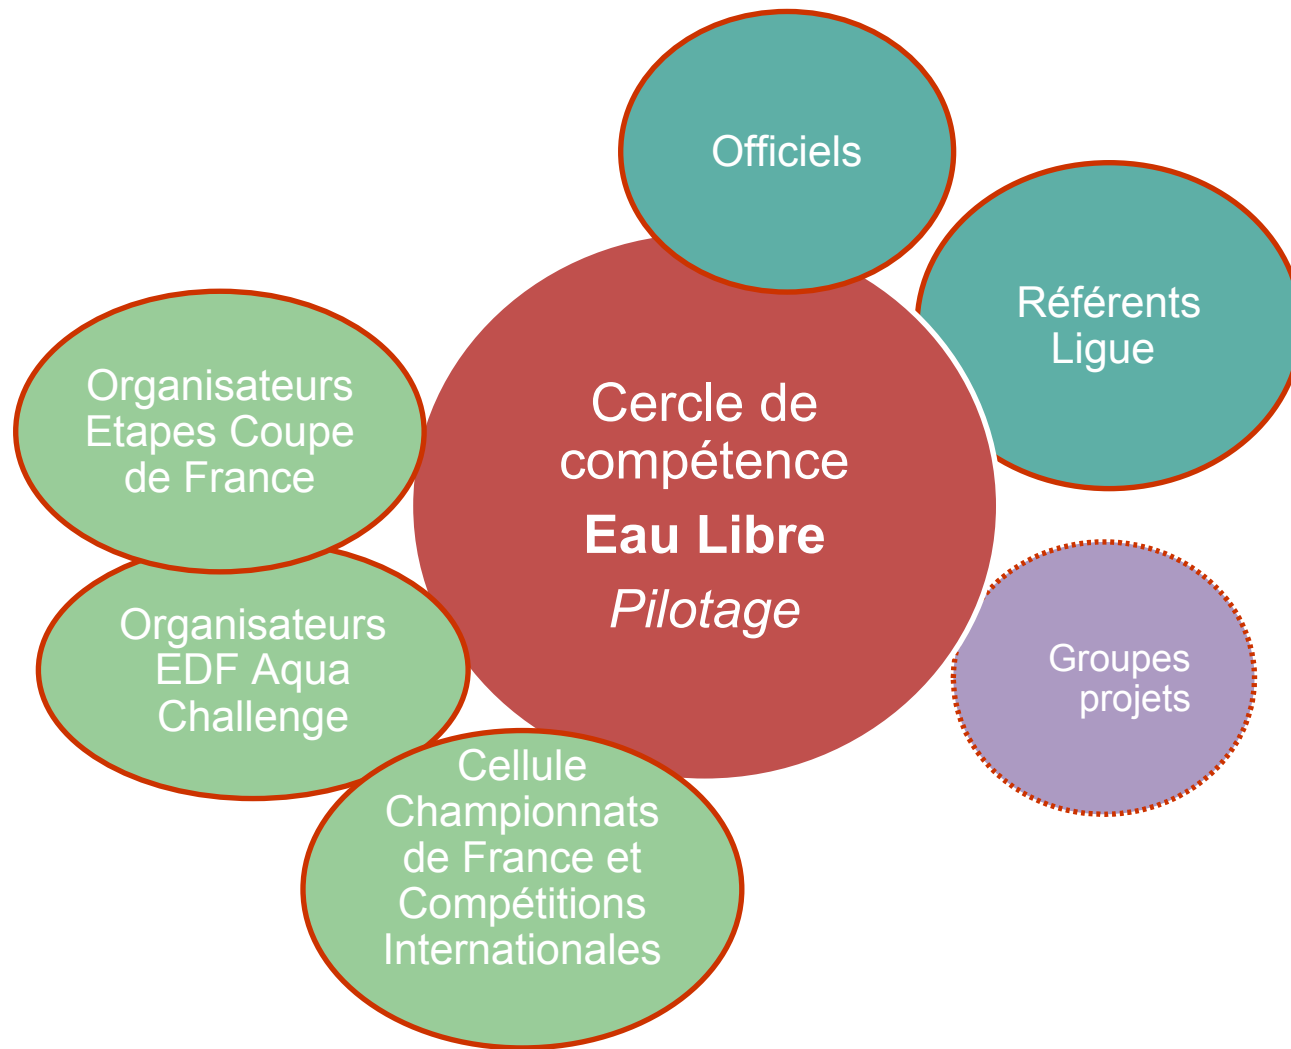 Officiels
Référents
Ligue
Organisateurs
Etapes Coupe
de France
Cercle de
compétence
Eau Libre
Pilotage
Organisateurs
EDF Aqua
Challenge
Groupes
projets
Cellule
Championnats
de France et
Compétitions
Internationales